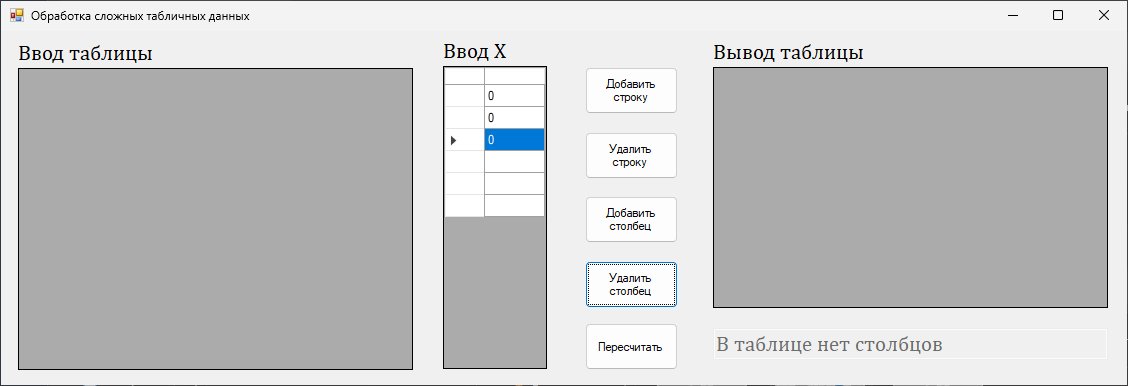 Обработка сложных табличных данных
Ввод таблицы
Ввод X
0
0
0
Добавить
строку
Удалить
строку
Добавить
столбец
Удалить
столбец
Пересчитать
Вывод таблицы
В таблице нет столбцов